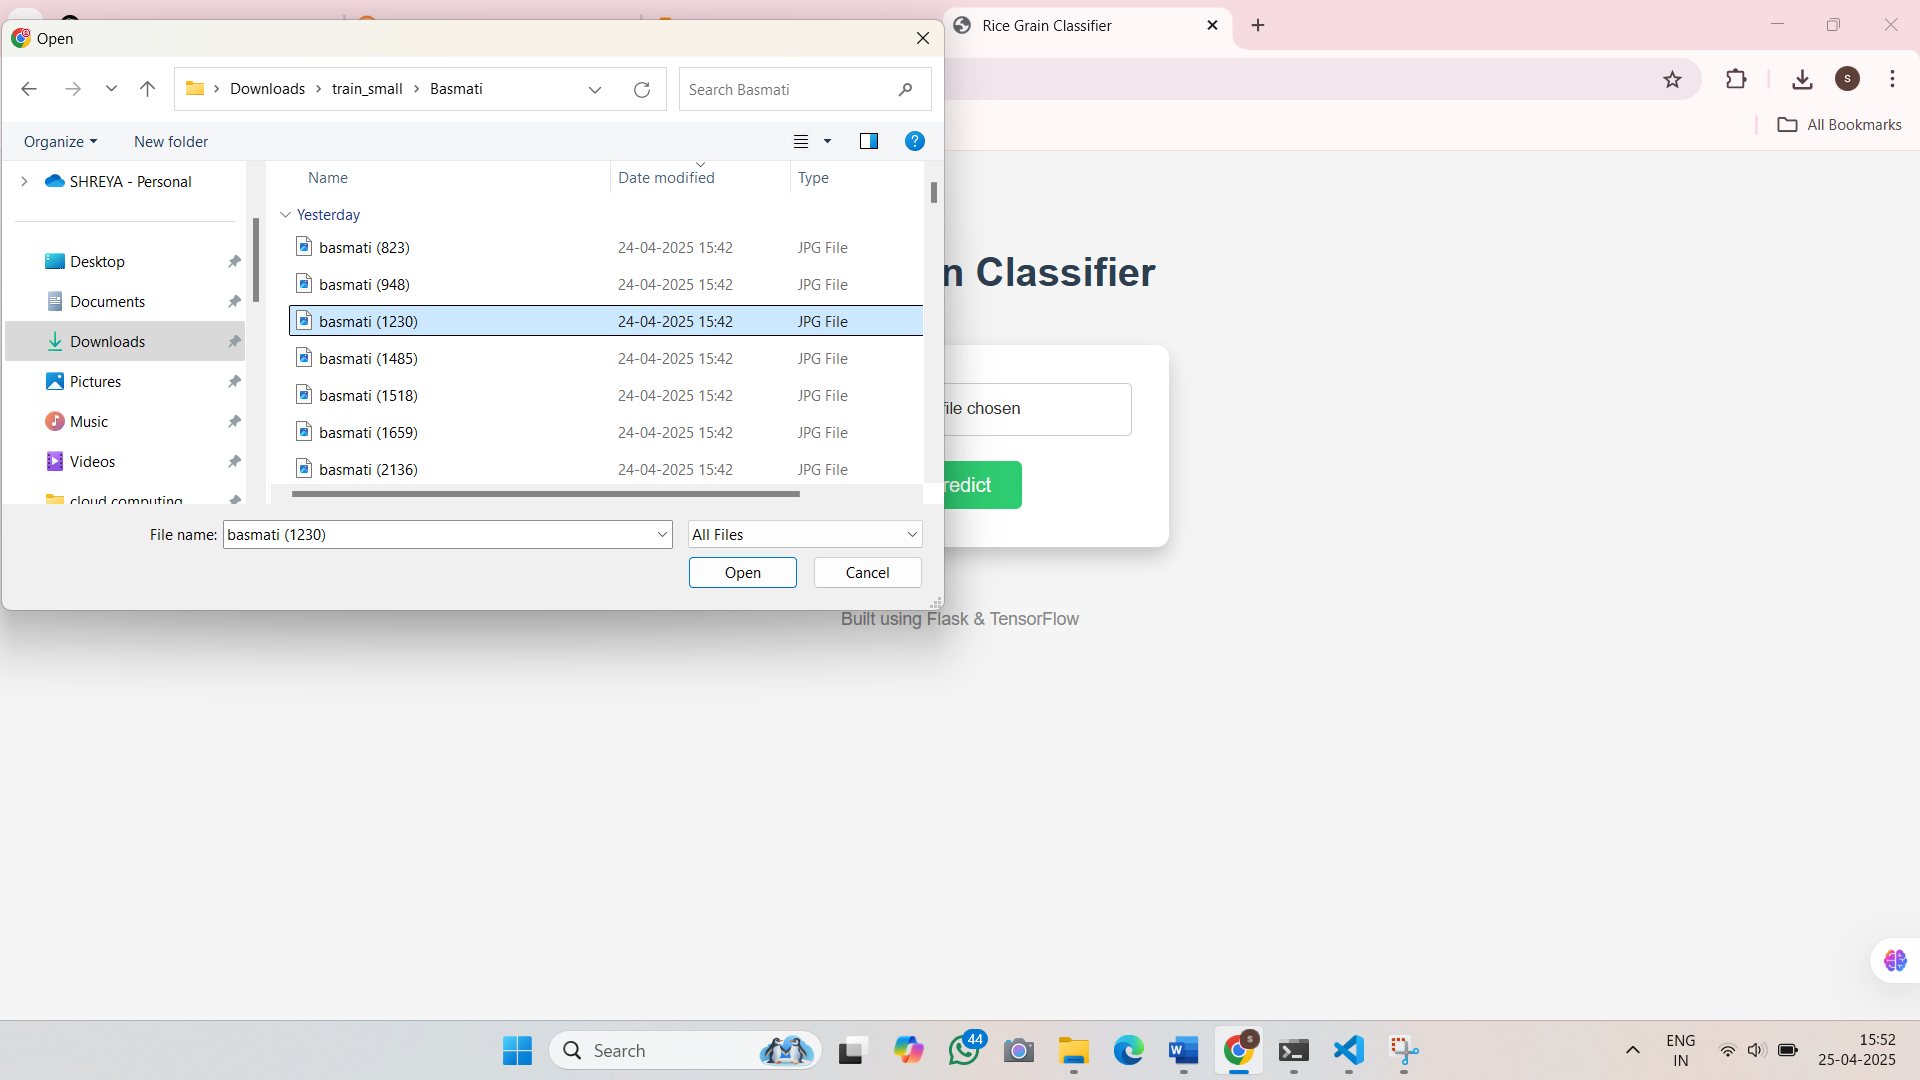 Rice Grain Classifier
Open
Downloads
train_small
Basmati
Search Basmati
All Bookmarks
Organize
New folder
SHREYA - Personal
Desktop
Documents
Downloads
Pictures
Music
Videos
cloud computing
Name
Date modified
Type
Yesterday
basmati (823) 24-04-2025 15:42 JPG File
basmati (948) 24-04-2025 15:42 JPG File
basmati (1230) 24-04-2025 15:42 JPG File
basmati (1485) 24-04-2025 15:42 JPG File
basmati (1518) 24-04-2025 15:42 JPG File
basmati (1659) 24-04-2025 15:42 JPG File
basmati (2136) 24-04-2025 15:42 JPG File
File name: basmati (1230)
All Files
Open
Cancel
n Classifier
file chosen
redict
Built using Flask & TensorFlow
Search
44
ENG
IN
15:52
25-04-2025